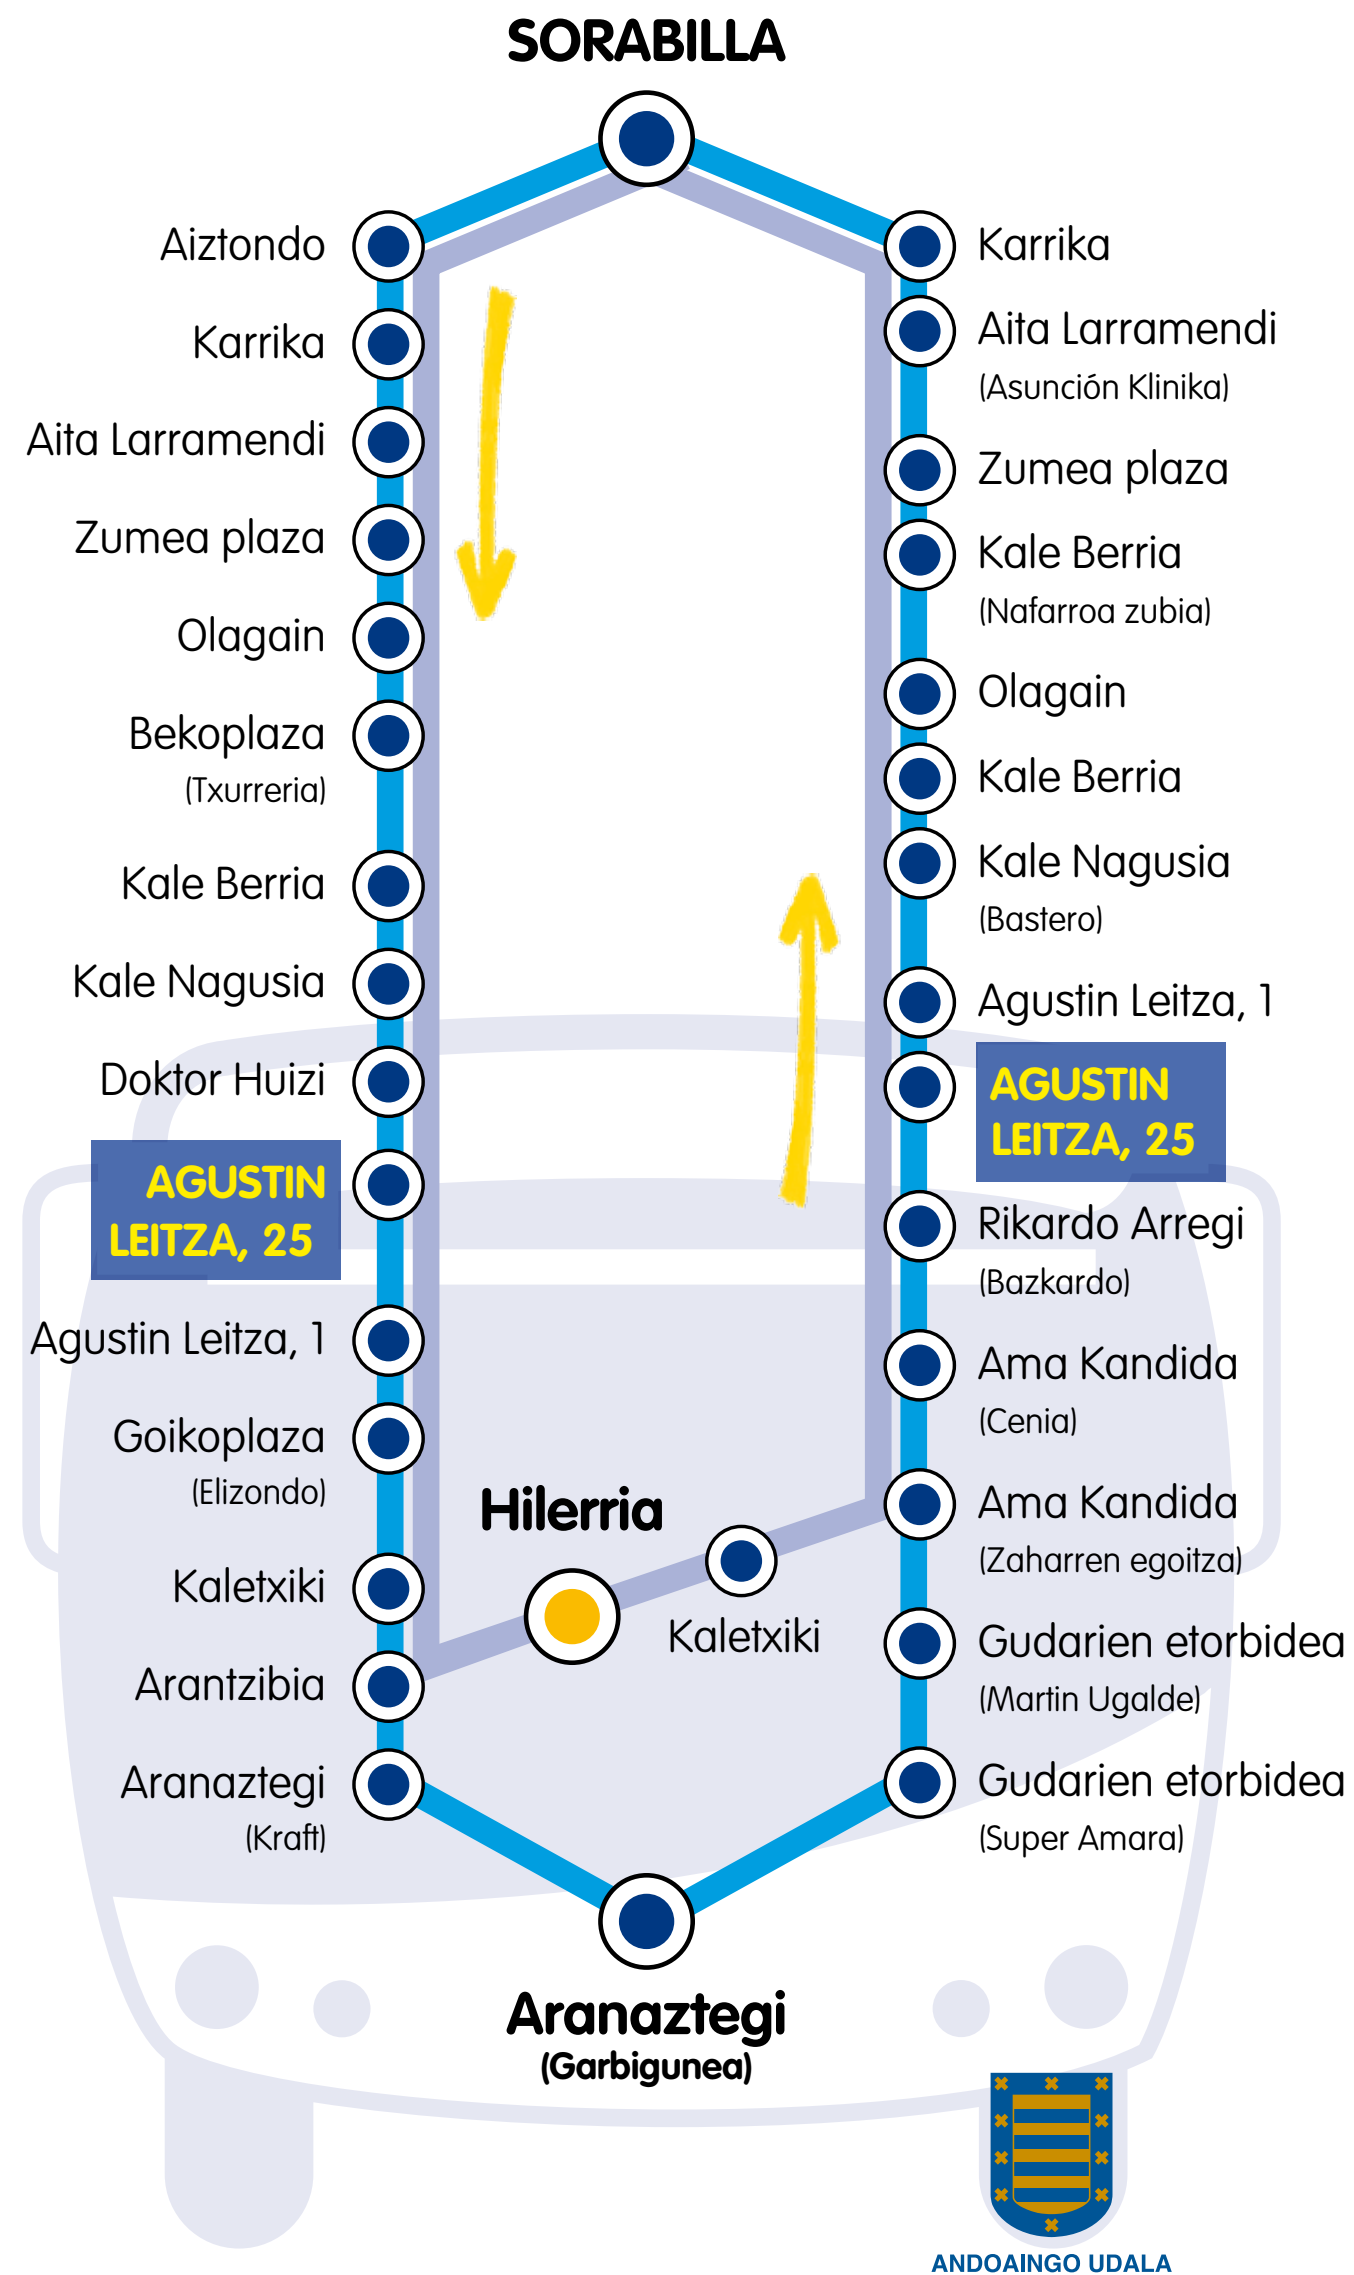 SORABILLA
Aiztondo
Karrika
Aita Larramendi
Zumea plaza
Olagain
Bekoplaza
(Txurreria)
Kale Berria
Kale Nagusia
Doktor Huizi
AGUSTIN
LEITZA, 25
Agustin Leitza, 1
Goikoplaza
(Elizondo)
Kaletxiki
Arantzibia
Aranaztegi
(Kraft)
Hilerria
Kaletxiki
Karrika
Aita Larramendi
(Asunción Klinika)
Zumea plaza
Kale Berria
(Nafarroa zubia)
Olagain
Kale Berria
Kale Nagusia
(Bastero)
Agustin Leitza, 1
AGUSTIN
LEITZA, 25
Rikardo Arregi
(Bazkardo)
Ama Kandida
(Cenia)
Ama Kandida
(Zaharren egoitza)
Gudarien etorbidea
(Martin Ugalde)
Gudarien etorbidea
(Super Amara)
Aranaztegi
(Garbigunea)
ANDOAINGO UDALA